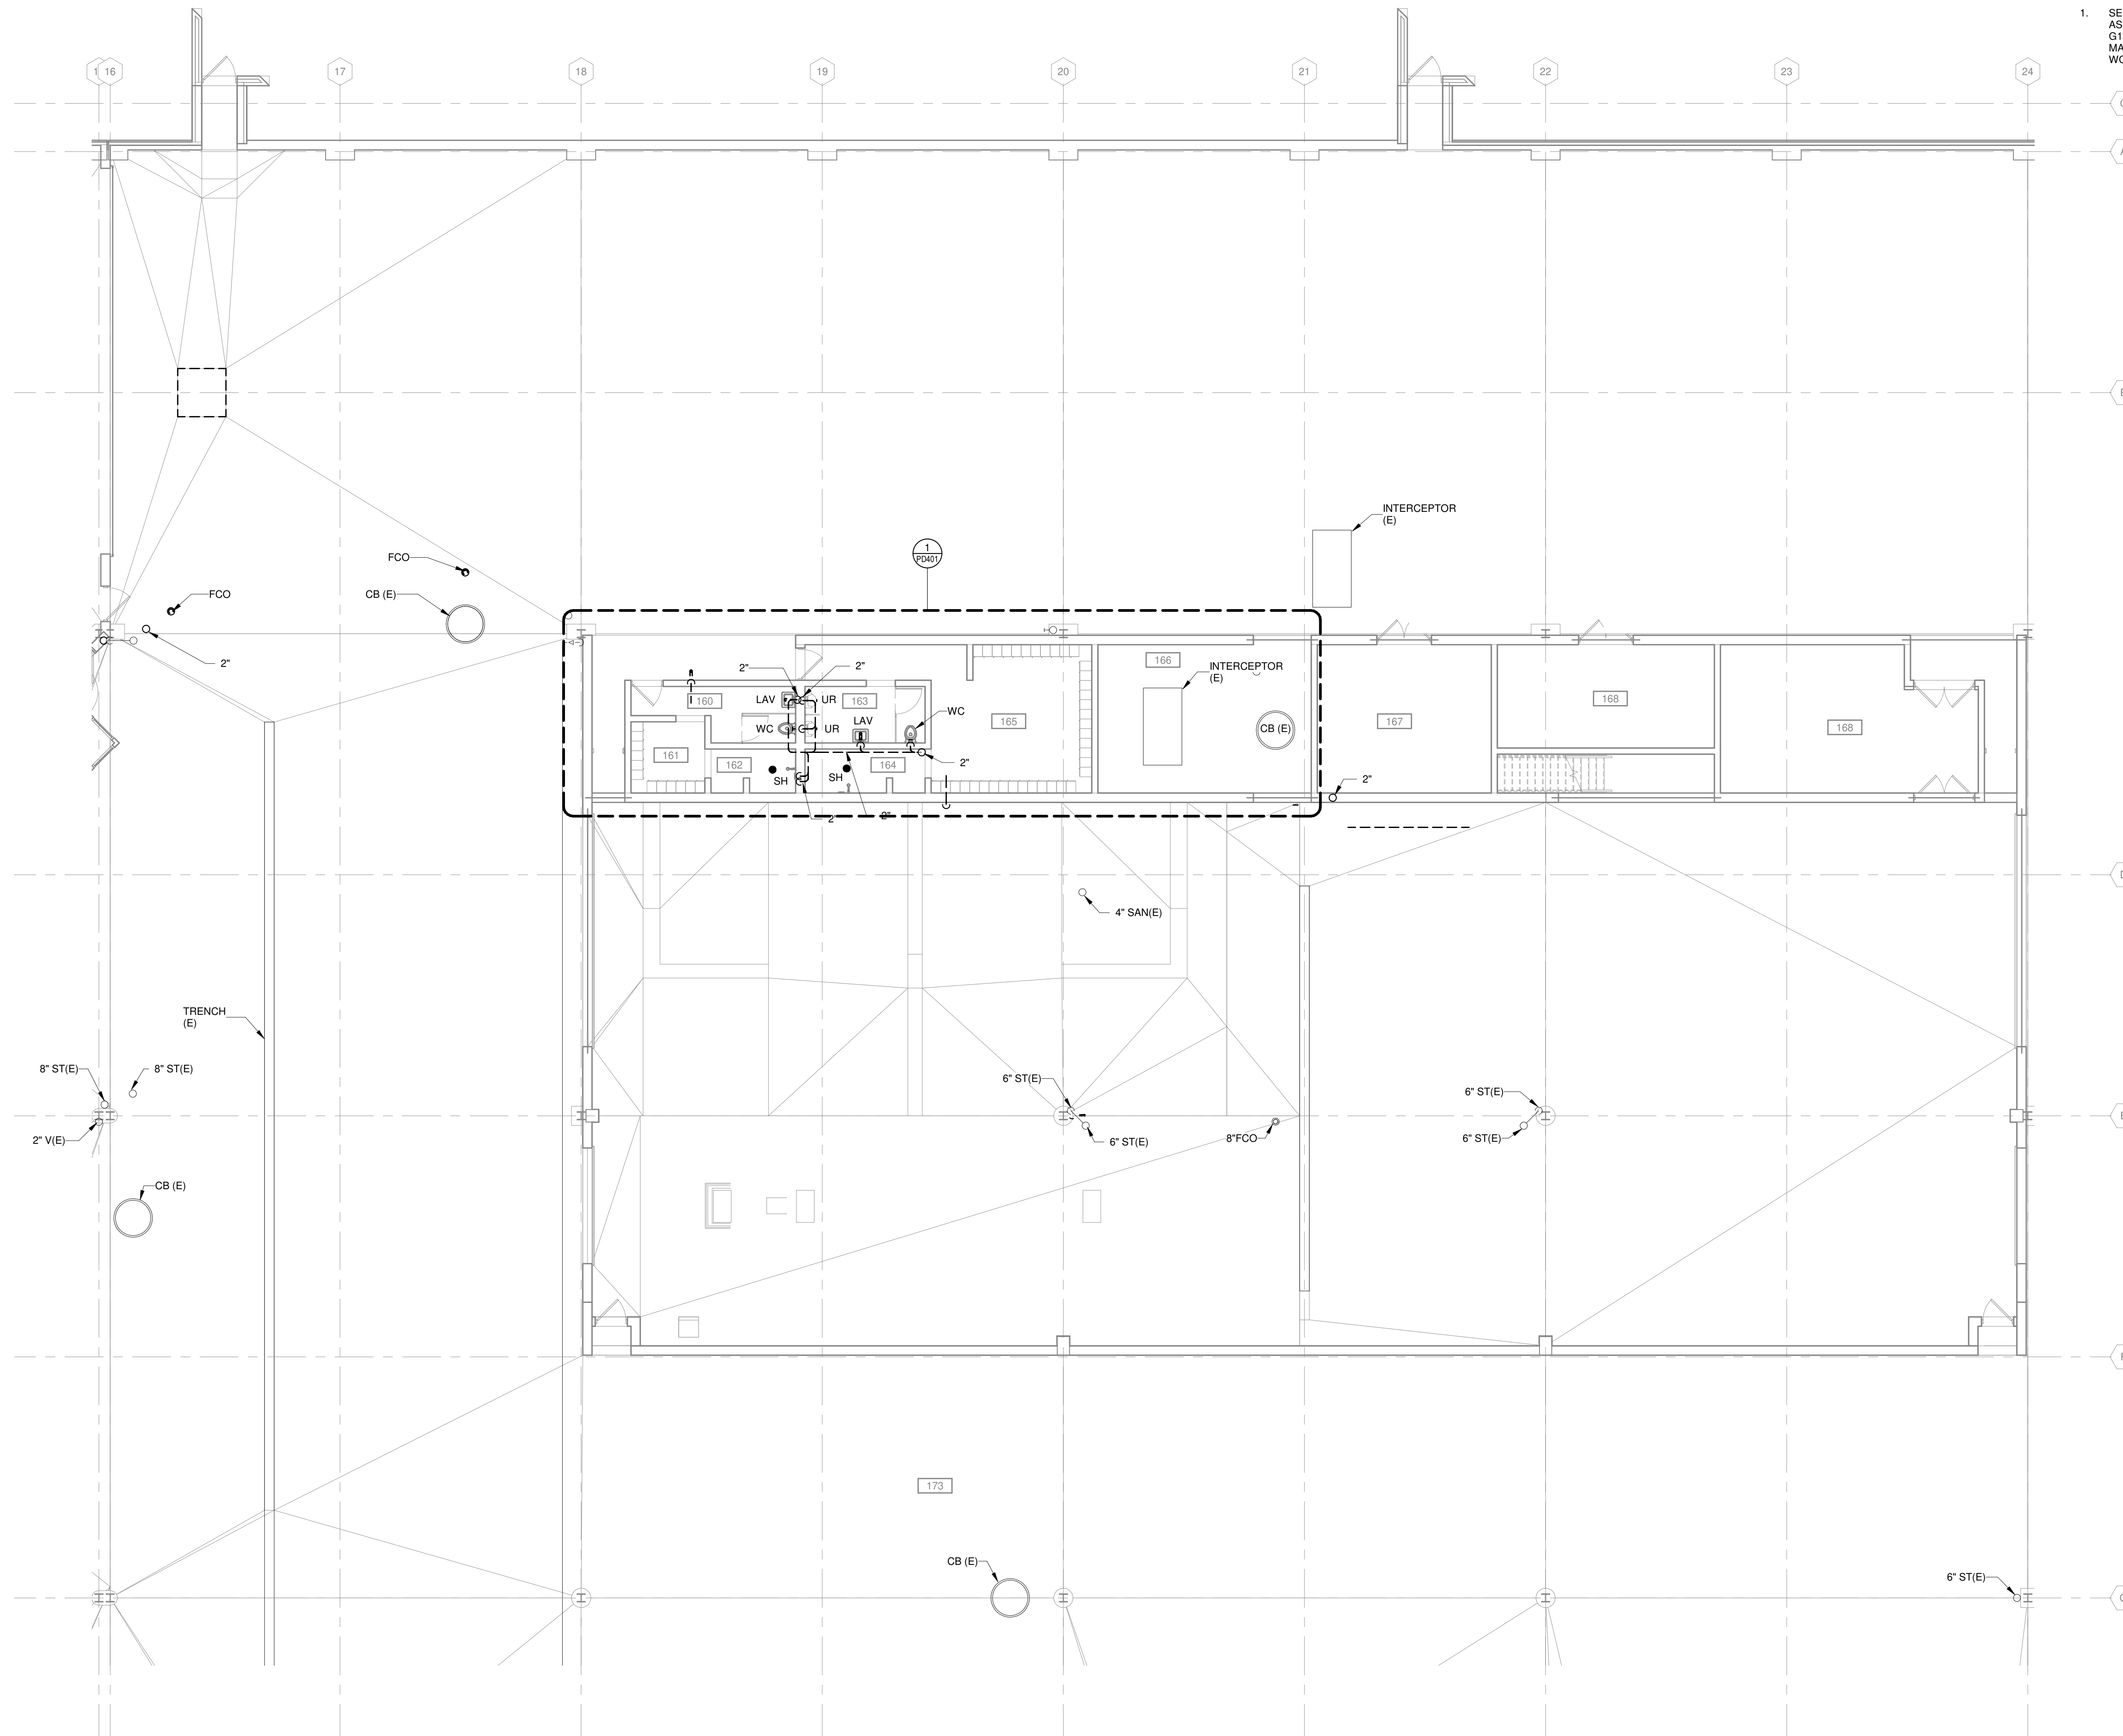 1. SE
AS
G1
MA
WC
16 17 18 19 20 21 22 23 24
INTERCEPTOR
(E)
1
PD401
FCO
FCO
CB (E)
2"
2"
2"
INTERCEPTOR
(E)
166
160
LAV
UR
163
168
WC
UR
LAV
WC
165
CB (E)
167
168
161
162
SH
SH
164
2"
2"
2"
2"
4" SAN(E)
TRENCH
(E)
8" ST(E)
8" ST(E)
6" ST(E)
6" ST(E)
2" V(E)
6" ST(E)
8"FCO
6" ST(E)
CB (E)
173
CB (E)
6" ST(E)